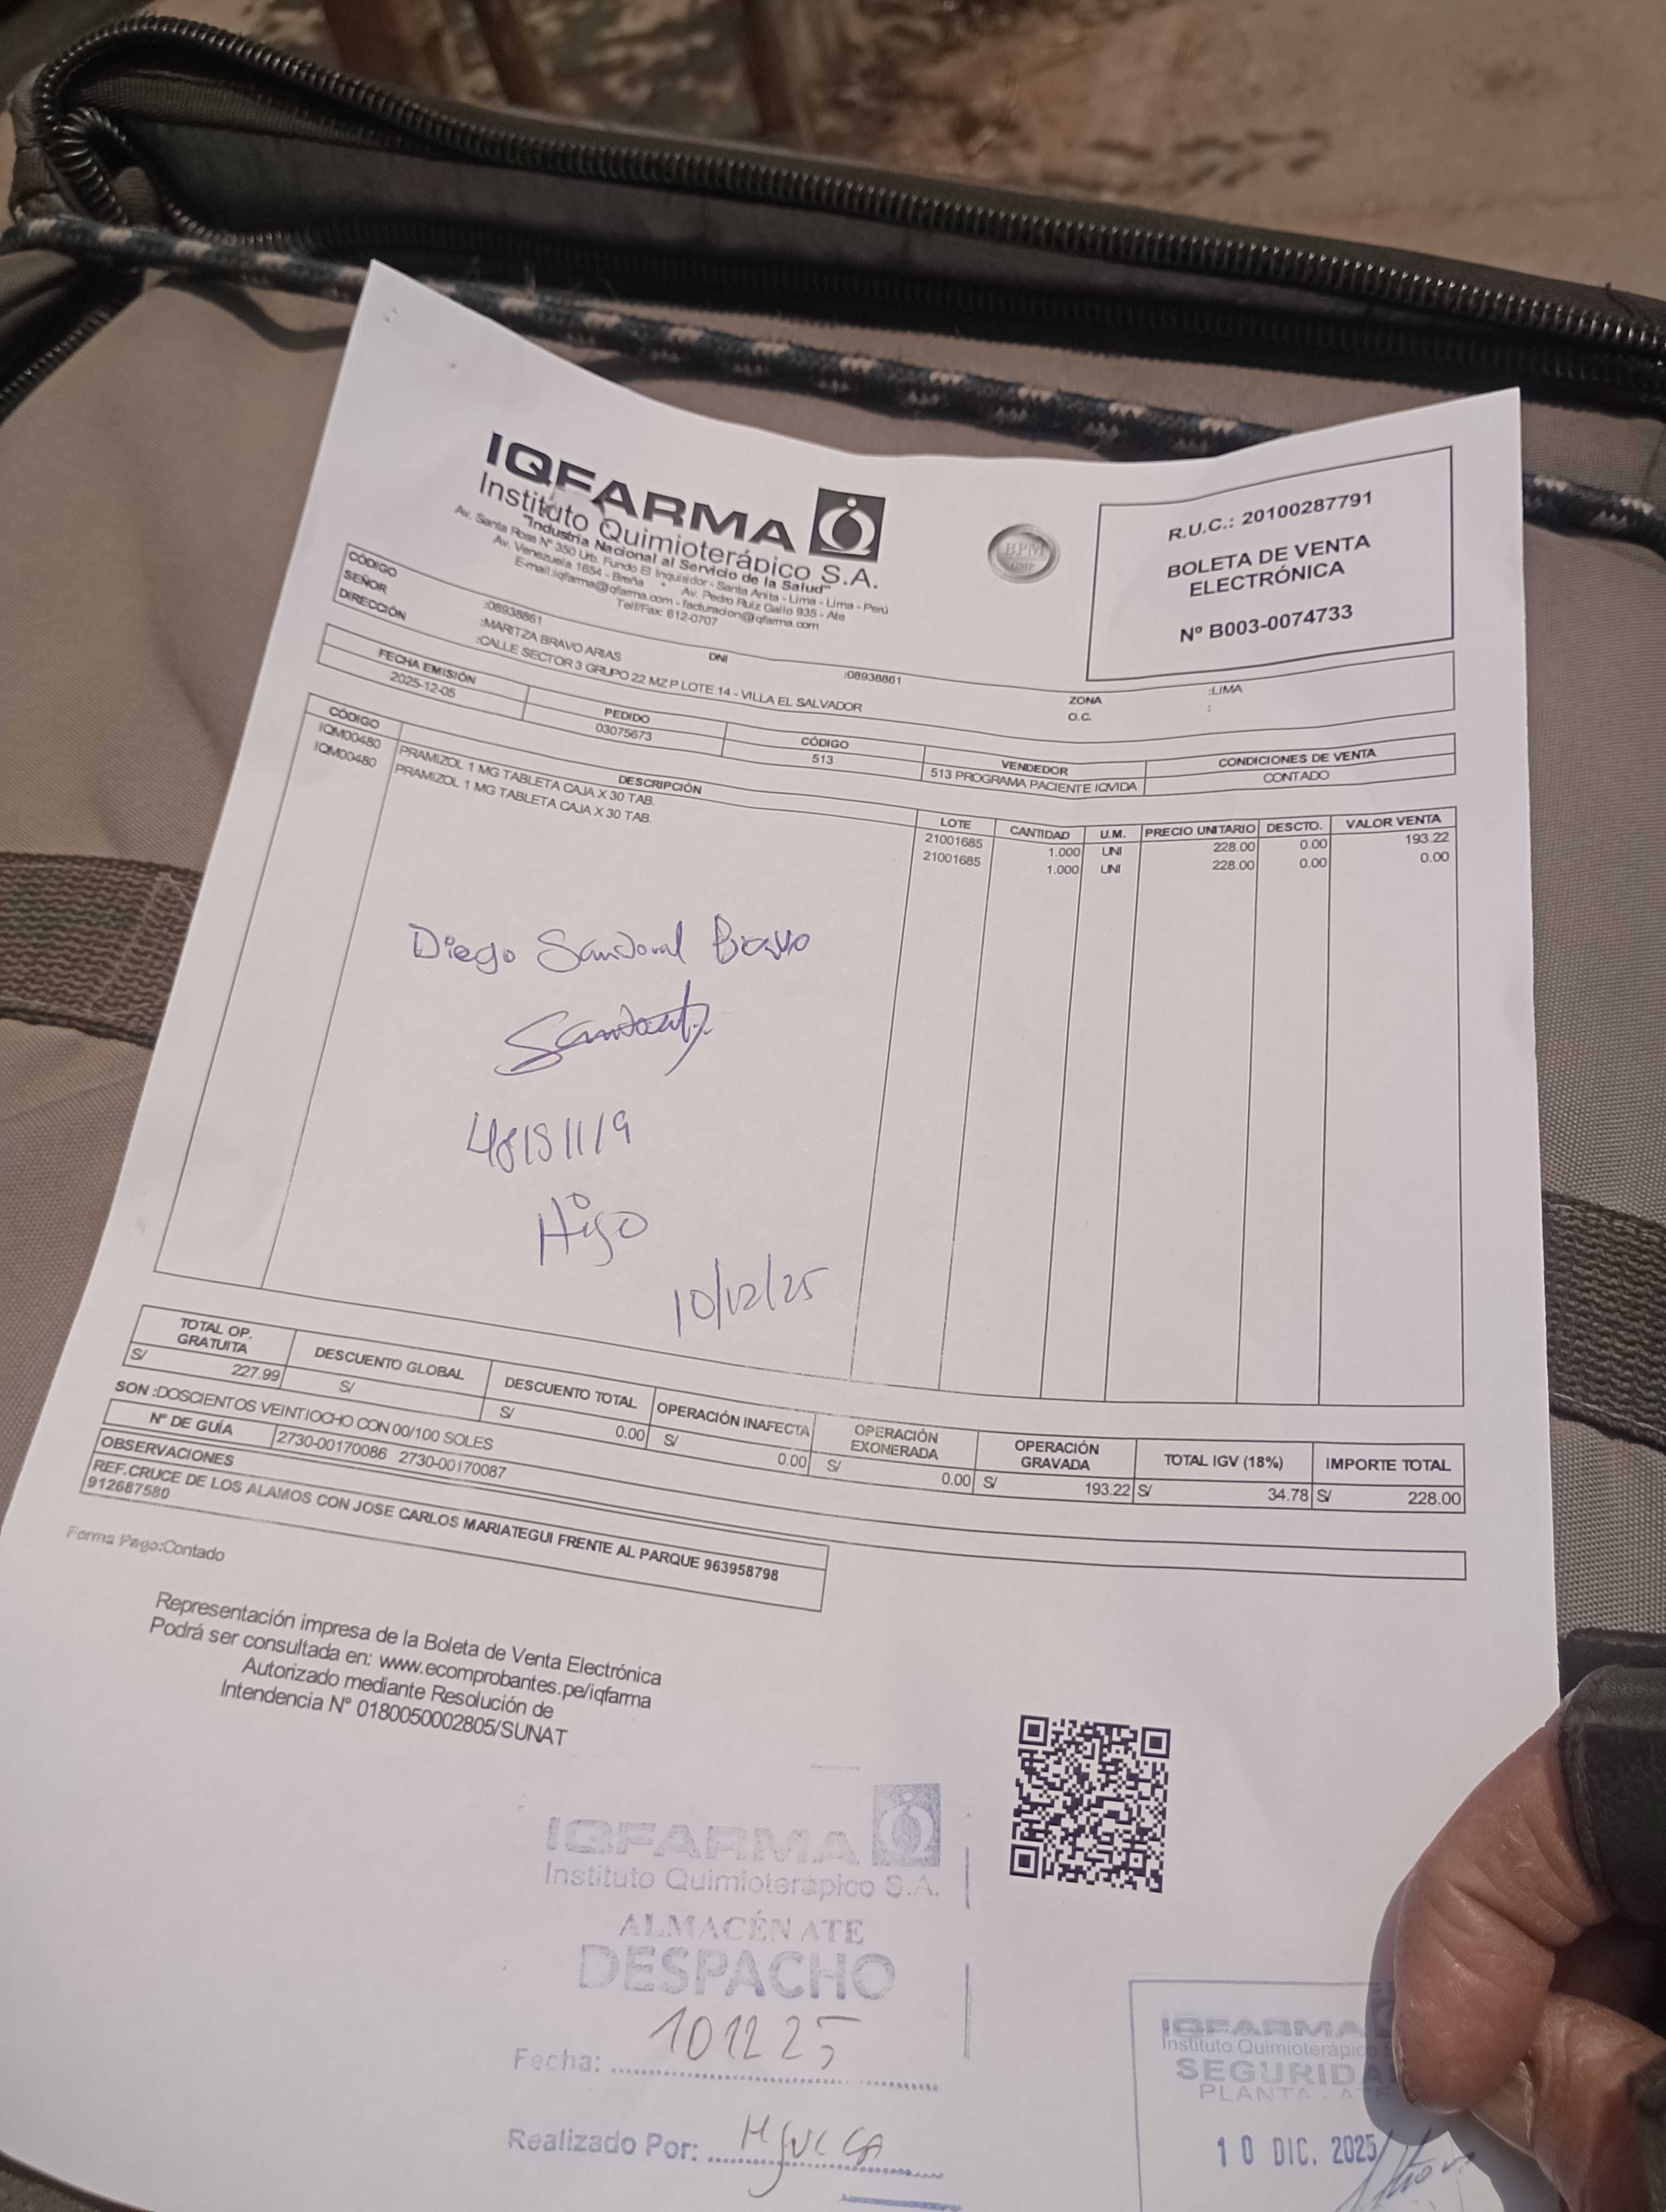 IQFARMA
Instituto Quimioterápico S.A.
"Industria Nacional al Servicio de la Salud"
Av. Santa Rosa Nº 350 Urb. Fundo El Inquisidor - Santa Anita - Lima - Lima - Perú
Av. Venezuela 1654 - Breña * Av. Pedro Ruiz Gallo 935 - Ate
E-mail:iqfarma@iqfarma.com - facturacion@iqfarma.com
Telf/Fax: 612-0707
BPM
GMP
R.U.C.: 20100287791
BOLETA DE VENTA
ELECTRÓNICA
Nº B003-0074733
CÓDIGO :08938861 DNI :08938861 ZONA :LIMA
SEÑOR :MARITZA BRAVO ARIAS O.C. :
DIRECCIÓN :CALLE SECTOR 3 GRUPO 22 MZ P LOTE 14 - VILLA EL SALVADOR
FECHA EMISIÓN PEDIDO CÓDIGO VENDEDOR CONDICIONES DE VENTA
2025-12-05 03075673 513 513 PROGRAMA PACIENTE IQVIDA CONTADO
CÓDIGO DESCRIPCIÓN LOTE CANTIDAD U.M. PRECIO UNITARIO DESCTO. VALOR VENTA
IQM00480 PRAMIZOL 1 MG TABLETA CAJA X 30 TAB. 21001685 1.000 UNI 228.00 0.00 193.22
IQM00480 PRAMIZOL 1 MG TABLETA CAJA X 30 TAB. 21001685 1.000 UNI 228.00 0.00 0.00
Diego Sandoval Bravo
48151119
Hijo
10/12/25
TOTAL OP. GRATUITA DESCUENTO GLOBAL DESCUENTO TOTAL OPERACIÓN INAFECTA OPERACIÓN EXONERADA OPERACIÓN GRAVADA TOTAL IGV (18%) IMPORTE TOTAL
S/ 227.99 S/ S/ 0.00 S/ 0.00 S/ 0.00 S/ 193.22 S/ 34.78 S/ 228.00
SON :DOSCIENTOS VEINTIOCHO CON 00/100 SOLES
Nº DE GUÍA 2730-00170086 2730-00170087
OBSERVACIONES
REF.CRUCE DE LOS ALAMOS CON JOSE CARLOS MARIATEGUI FRENTE AL PARQUE 963958798
912687580
Forma Pago:Contado
Representación impresa de la Boleta de Venta Electrónica
Podrá ser consultada en: www.ecomprobantes.pe/iqfarma
Autorizado mediante Resolución de
Intendencia N° 0180050002805/SUNAT
IQFARMA
Instituto Quimioterápico S.A.
ALMACÉN ATE
DESPACHO
Fecha: 101225
Realizado Por:
IQFARMA
Instituto Quimioterápico
SEGURIDA
PLANTA - ATE
10 DIC. 2025